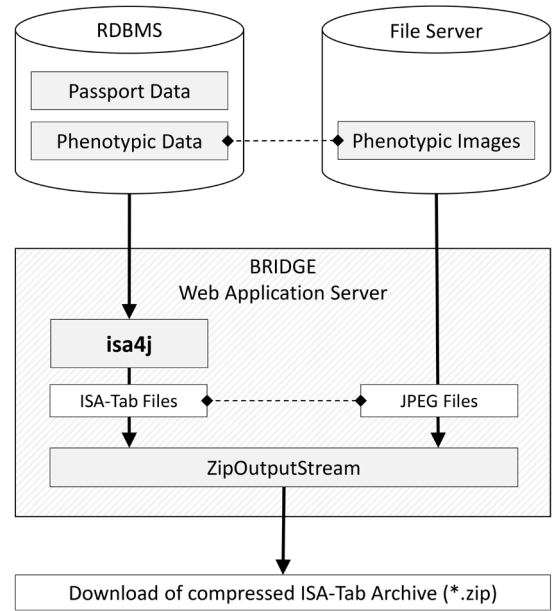 RDBMS
File Server
Passport Data
Phenotypic Data
Phenotypic Images
BRIDGE
Web Application Server
isa4j
ISA-Tab Files
JPEG Files
ZipOutputStream
Download of compressed ISA-Tab Archive (*.zip)